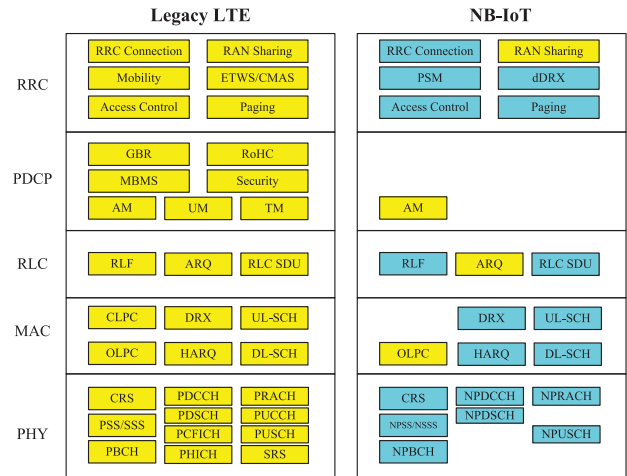 Legacy LTE NB-IoT
RRC
RRC Connection RAN Sharing RRC Connection RAN Sharing
Mobility ETWS/CMAS PSM dDRX
Access Control Paging Access Control Paging
PDCP
GBR RoHC
MBMS Security
AM UM TM AM
RLC
RLF ARQ RLC SDU RLF ARQ RLC SDU
MAC
CLPC DRX UL-SCH DRX UL-SCH
OLPC HARQ DL-SCH OLPC HARQ DL-SCH
PHY
CRS PDCCH PRACH CRS NPDCCH NPRACH
PSS/SSS PDSCH PUCCH NPSS/NSSS NPDSCH
PCFICH PUSCH NPUSCH
PBCH PHICH SRS NPBCH